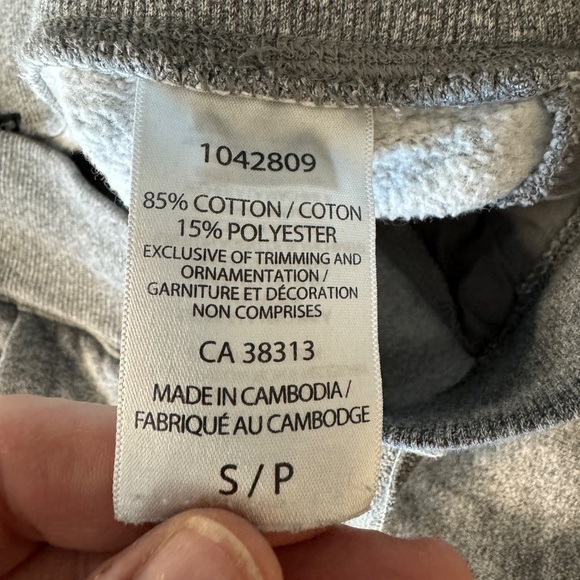 1042809
85% COTTON / COTON
15% POLYESTER
EXCLUSIVE OF TRIMMING AND
ORNAMENTATION /
GARNITURE ET DÉCORATION
NON COMPRISES
CA 38313
MADE IN CAMBODIA /
FABRIQUÉ AU CAMBODGE
S / P